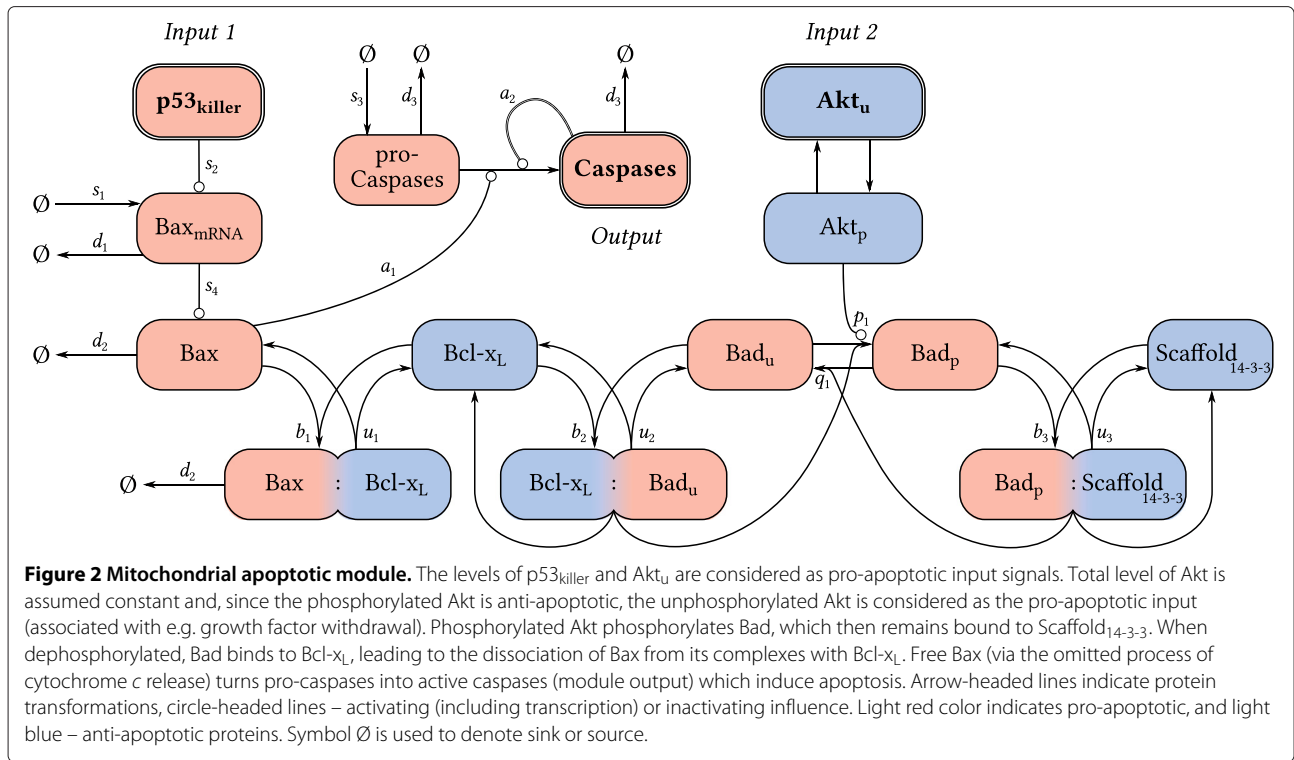 Input 1
Input 2
p53killer
Ø Ø Ø
s3 d3 a2 d3
Aktu
pro-
Caspases
Caspases
s2
Ø s1
BaxmRNA
Ø d1
Output
Aktp
a1
s4
p1
Ø d2
Bax
Bcl-xL
Badu
Badp
Scaffold14-3-3
q1
b1 u1 b2 u2 b3 u3
Ø d2
Bax : Bcl-xL
Bcl-xL : Badu
Badp : Scaffold14-3-3
Figure 2 Mitochondrial apoptotic module. The levels of p53killer and Aktu are considered as pro-apoptotic input signals. Total level of Akt is
assumed constant and, since the phosphorylated Akt is anti-apoptotic, the unphosphorylated Akt is considered as the pro-apoptotic input
(associated with e.g. growth factor withdrawal). Phosphorylated Akt phosphorylates Bad, which then remains bound to Scaffold14-3-3. When
dephosphorylated, Bad binds to Bcl-xL, leading to the dissociation of Bax from its complexes with Bcl-xL. Free Bax (via the omitted process of
cytochrome c release) turns pro-caspases into active caspases (module output) which induce apoptosis. Arrow-headed lines indicate protein
transformations, circle-headed lines – activating (including transcription) or inactivating influence. Light red color indicates pro-apoptotic, and light
blue – anti-apoptotic proteins. Symbol Ø is used to denote sink or source.